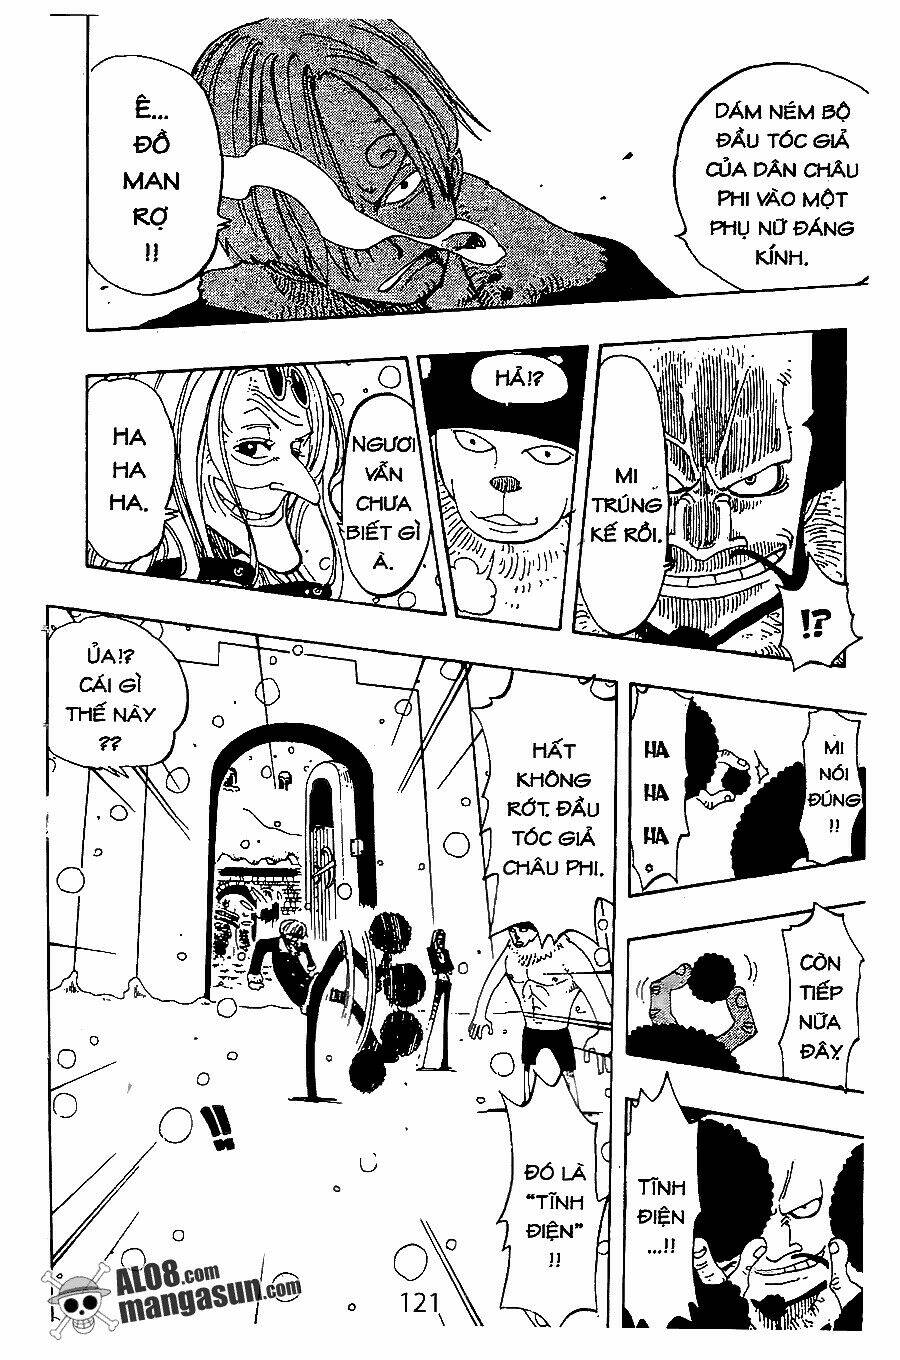 DÁM NÉM BỘ
ĐẦU TÓC GIẢ
CỦA DÂN CHÂU
PHI VÀO MỘT
PHỤ NỮ ĐÁNG
KÍNH.
Ê...
ĐỒ
MAN
RỢ
!!
MI
TRÚNG
KẾ RỒI.
!?
HẢ!?
NGƯƠI
VẪN
CHƯA
BIẾT GÌ
À.
HA
HA
HA.
MI
NÓI
ĐÚNG
!!
HA
HA
HA
.
CÒN
TIẾP
NỮA
ĐÂY.
TĨNH
ĐIỆN
...!!
HẤT
KHÔNG
RỚT. ĐẦU
TÓC GIẢ
CHÂU PHI.
ỦA!?
CÁI GÌ
THẾ NÀY
??
!!
ĐÓ LÀ
"TĨNH
ĐIỆN"
!!
AL08.com
mangasun.com
121